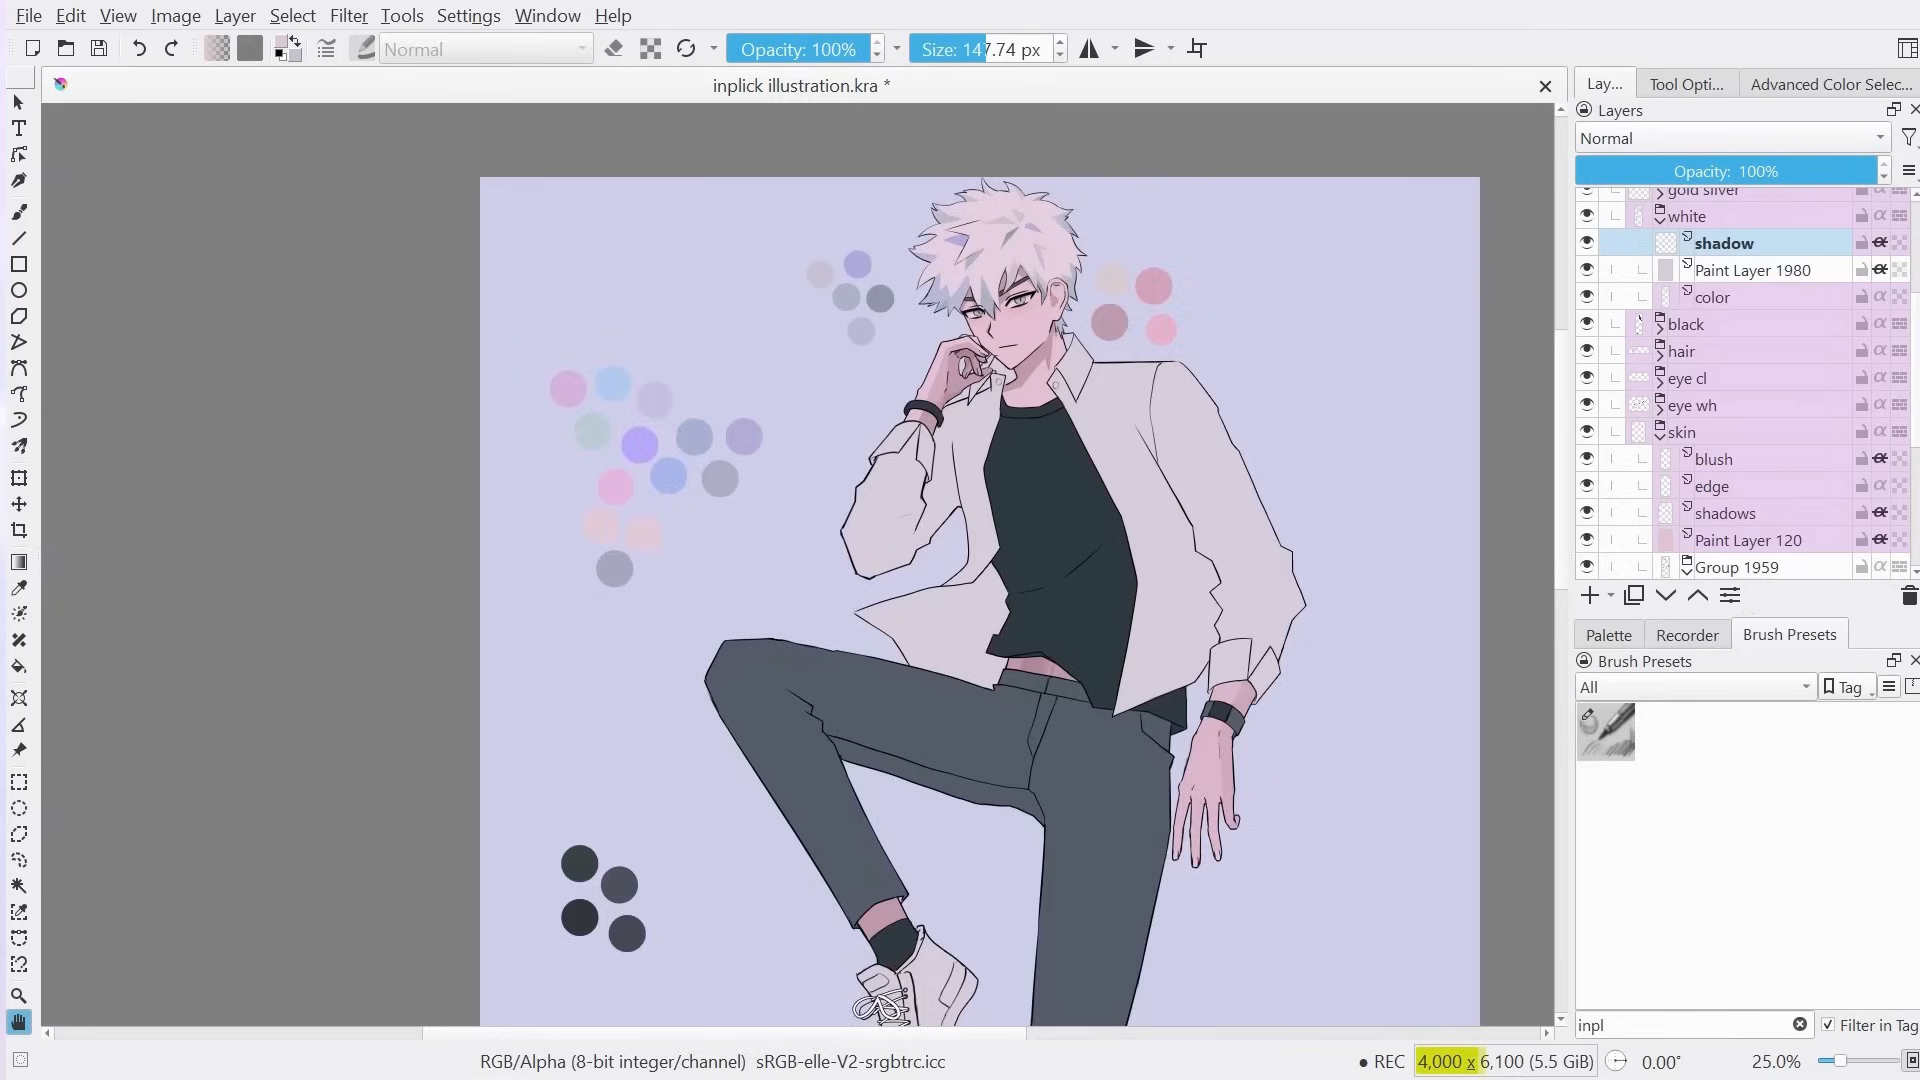 File Edit View Image Layer Select Filter Tools Settings Window Help
Normal Opacity: 100% Size: 147.74 px
inplick illustration.kra *
Lay... Tool Opti... Advanced Color Selec...
Layers
Normal
Opacity: 100%
gold silver
white
shadow
Paint Layer 1980
color
black
hair
eye cl
eye wh
skin
blush
edge
shadows
Paint Layer 120
Group 1959
Palette Recorder Brush Presets
Brush Presets
All Tag
inpl Filter in Tag
RGB/Alpha (8-bit integer/channel) sRGB-elle-V2-srgbtrc.icc REC 4,000 x 6,100 (5.5 GiB) 0.00° 25.0%